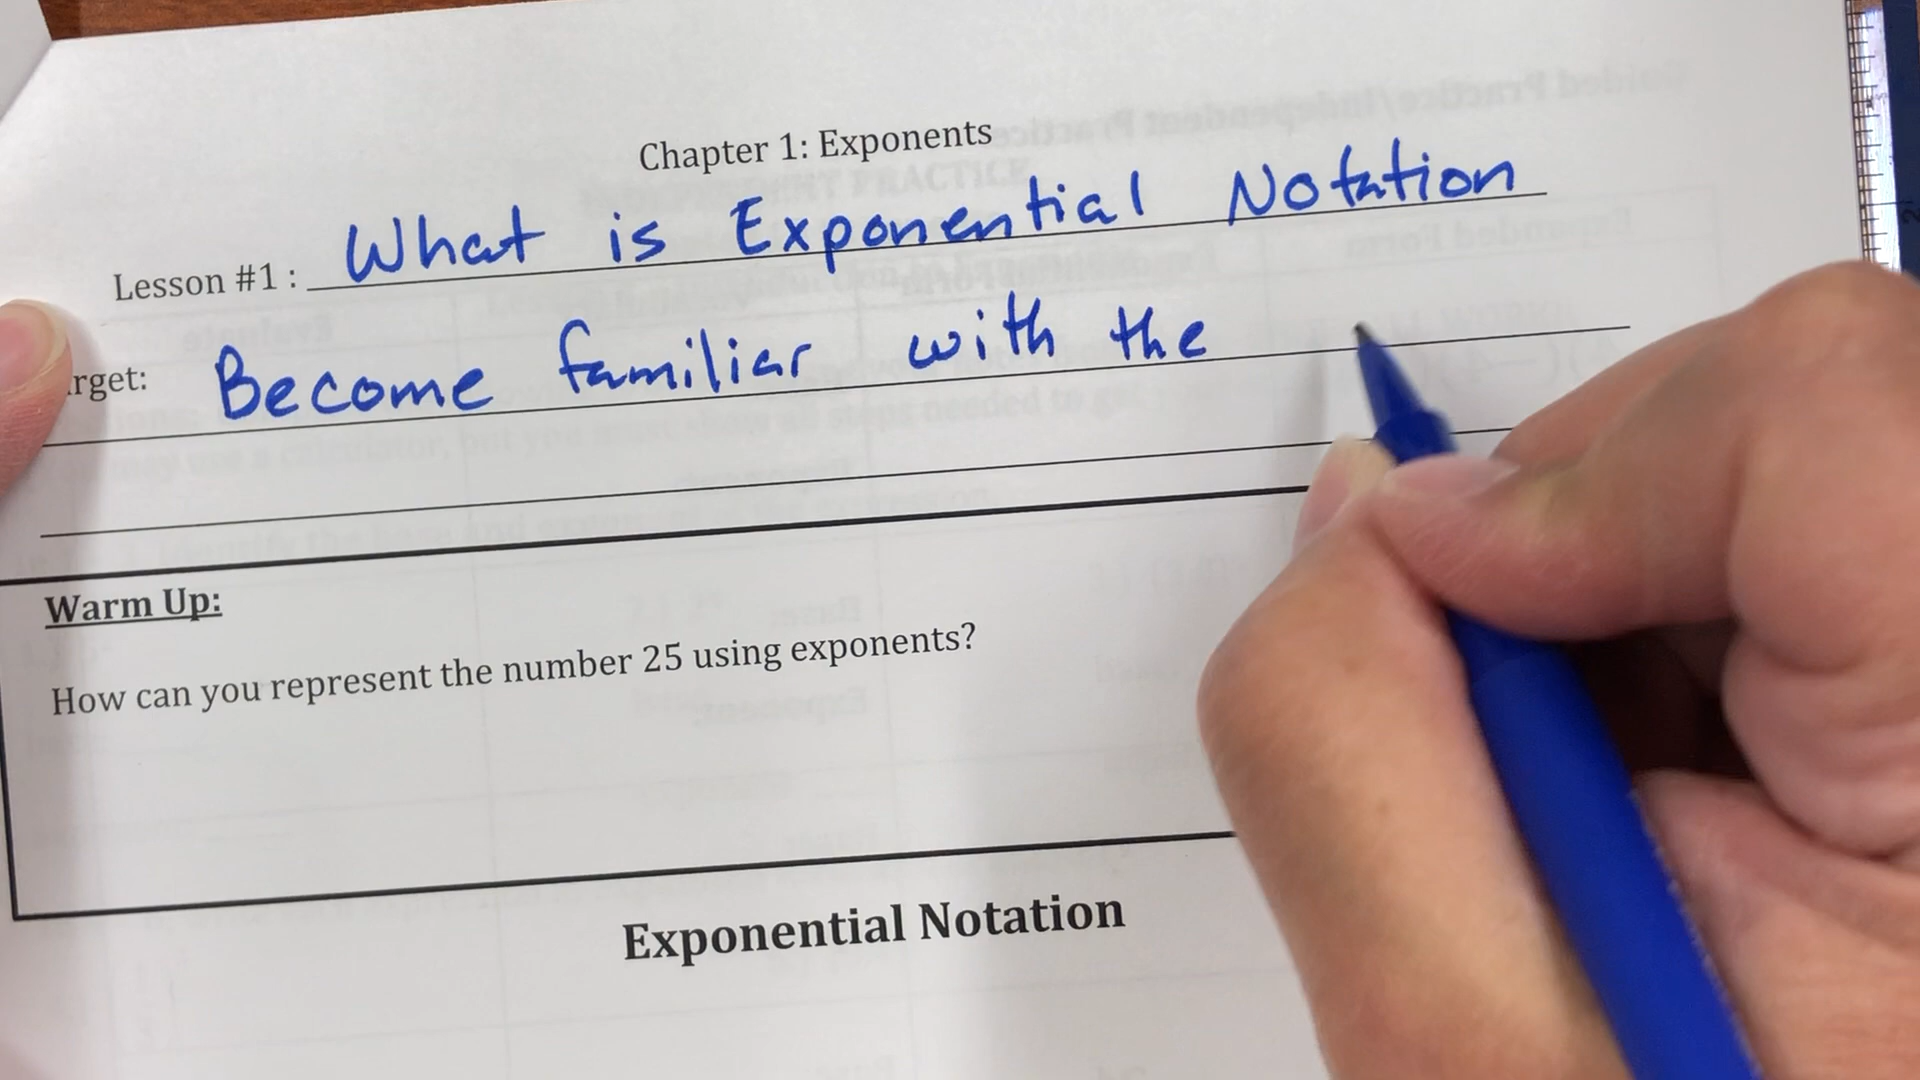 Chapter 1: Exponents
Lesson #1 : What is Exponential Notation
rget: Become familiar with the
Warm Up:
How can you represent the number 25 using exponents?
Exponential Notation